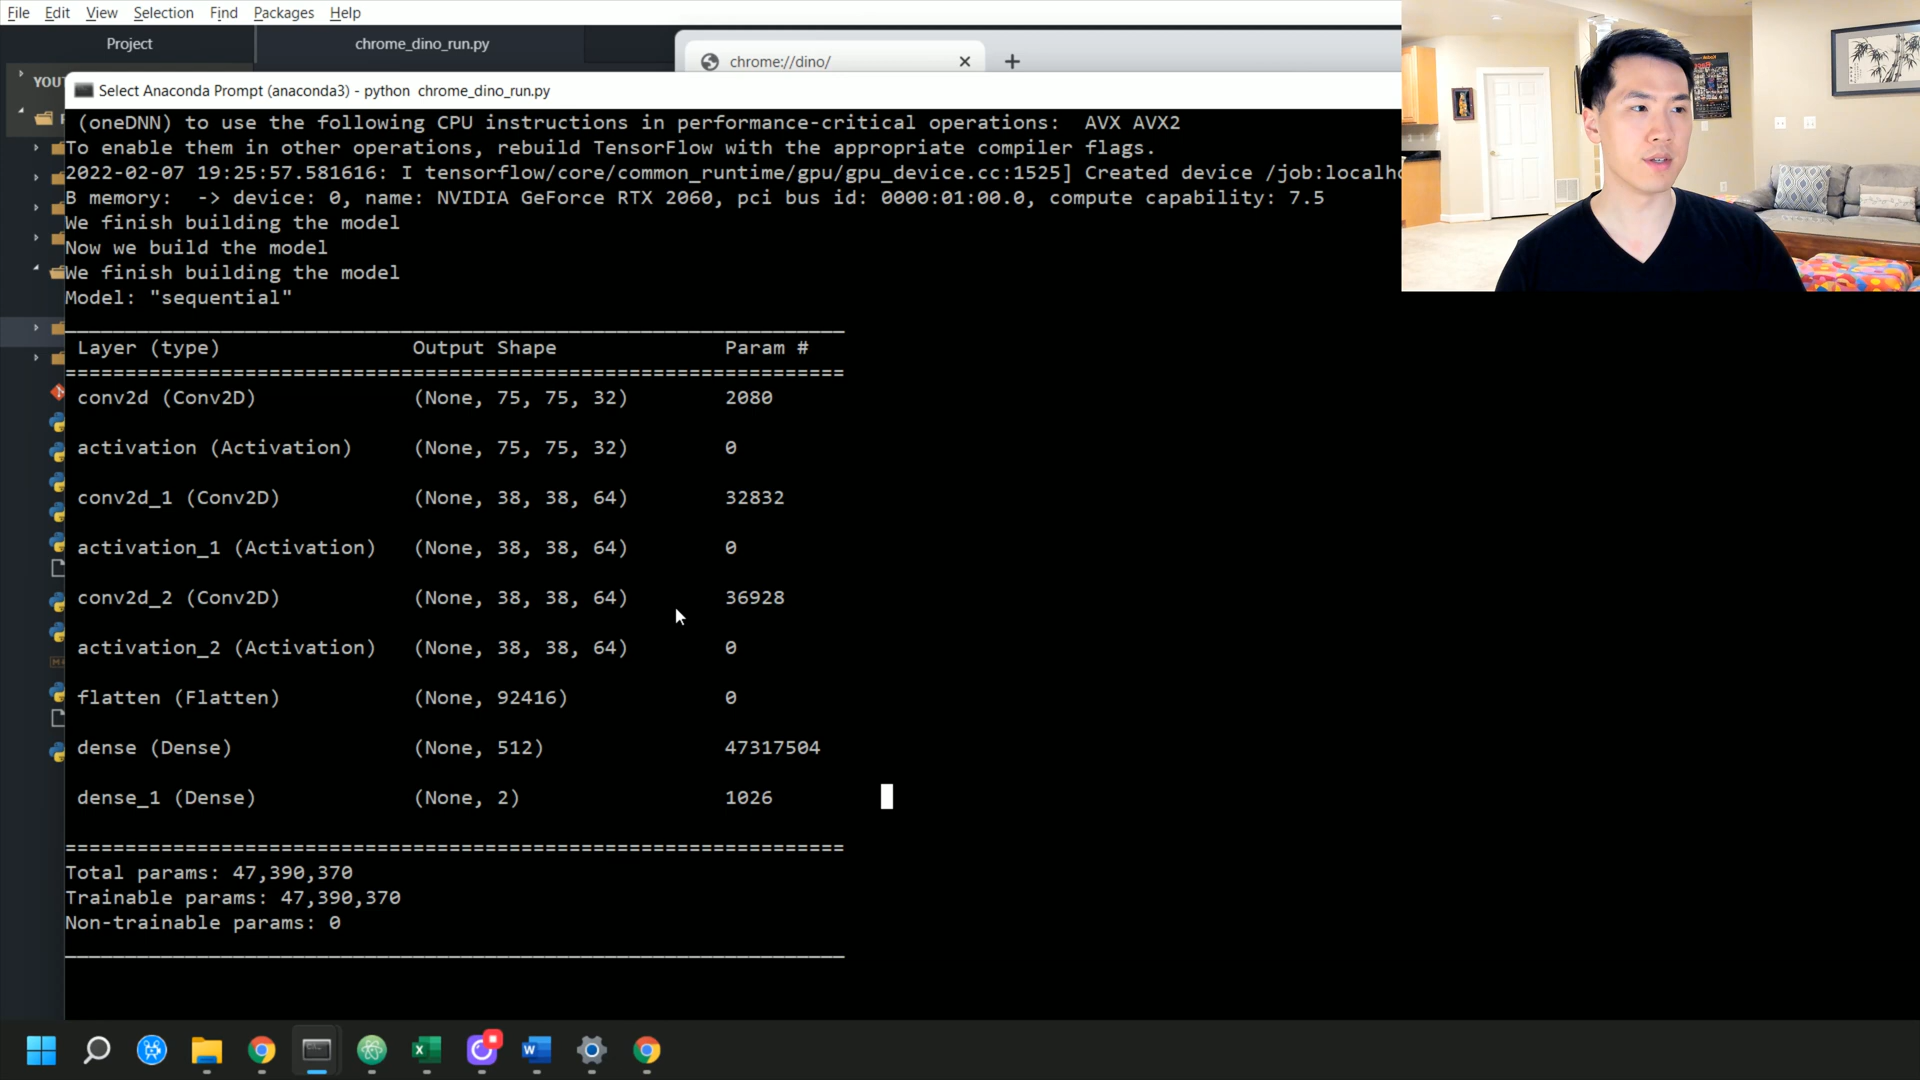 File Edit View Selection Find Packages Help
Project
chrome_dino_run.py
chrome://dino/
Select Anaconda Prompt (anaconda3) - python chrome_dino_run.py
(oneDNN) to use the following CPU instructions in performance-critical operations:  AVX AVX2
To enable them in other operations, rebuild TensorFlow with the appropriate compiler flags.
2022-02-07 19:25:57.581616: I tensorflow/core/common_runtime/gpu/gpu_device.cc:1525] Created device /job:localho
B memory:  -> device: 0, name: NVIDIA GeForce RTX 2060, pci bus id: 0000:01:00.0, compute capability: 7.5
We finish building the model
Now we build the model
We finish building the model
Model: "sequential"
Layer (type) Output Shape Param #
conv2d (Conv2D) (None, 75, 75, 32) 2080
activation (Activation) (None, 75, 75, 32) 0
conv2d_1 (Conv2D) (None, 38, 38, 64) 32832
activation_1 (Activation) (None, 38, 38, 64) 0
conv2d_2 (Conv2D) (None, 38, 38, 64) 36928
activation_2 (Activation) (None, 38, 38, 64) 0
flatten (Flatten) (None, 92416) 0
dense (Dense) (None, 512) 47317504
dense_1 (Dense) (None, 2) 1026
Total params: 47,390,370
Trainable params: 47,390,370
Non-trainable params: 0